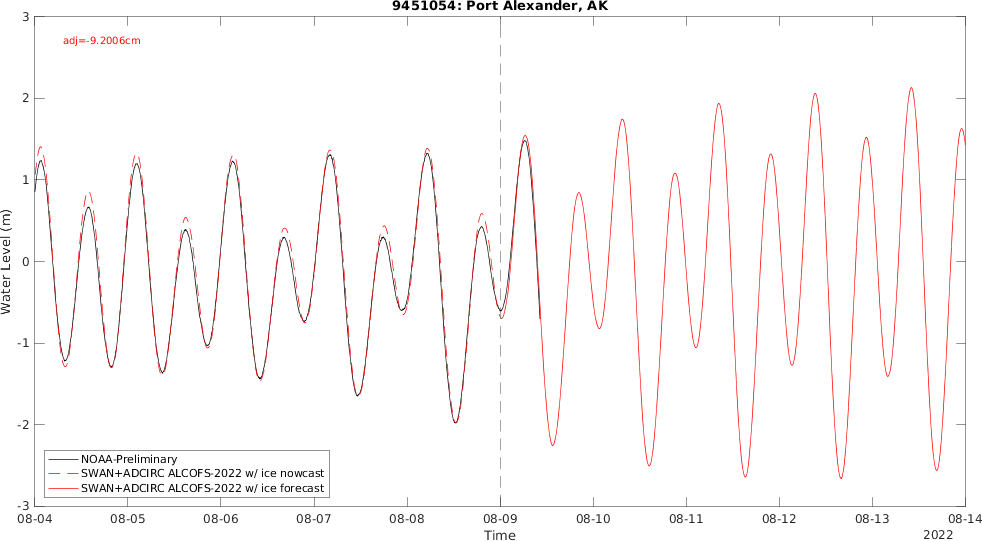 9451054: Port Alexander, AK
adj=-9.2006cm
3
2
1
0
-1
-2
-3
Water Level (m)
NOAA-Preliminary
SWAN+ADCIRC ALCOFS-2022 w/ ice nowcast
SWAN+ADCIRC ALCOFS-2022 w/ ice forecast
08-04 08-05 08-06 08-07 08-08 08-09 08-10 08-11 08-12 08-13 08-14
Time
2022